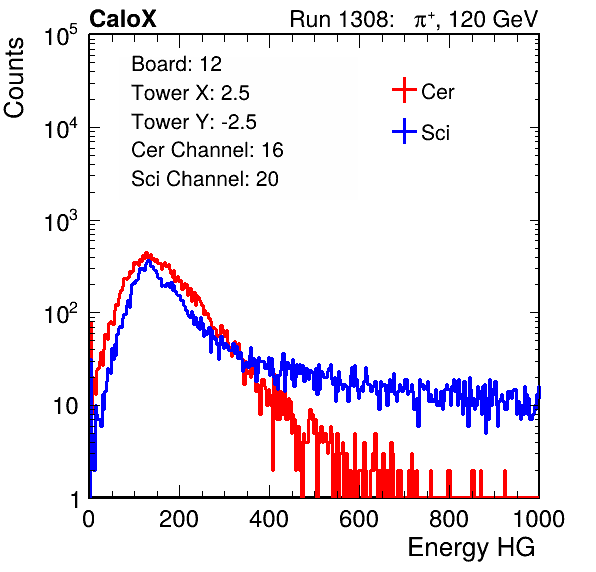 CaloX Run 1308: π⁺, 120 GeV
Counts
10⁵
10⁴
10³
10²
10
1
Board: 12
Tower X: 2.5
Tower Y: -2.5
Cer Channel: 16
Sci Channel: 20
Cer
Sci
0 200 400 600 800 1000
Energy HG